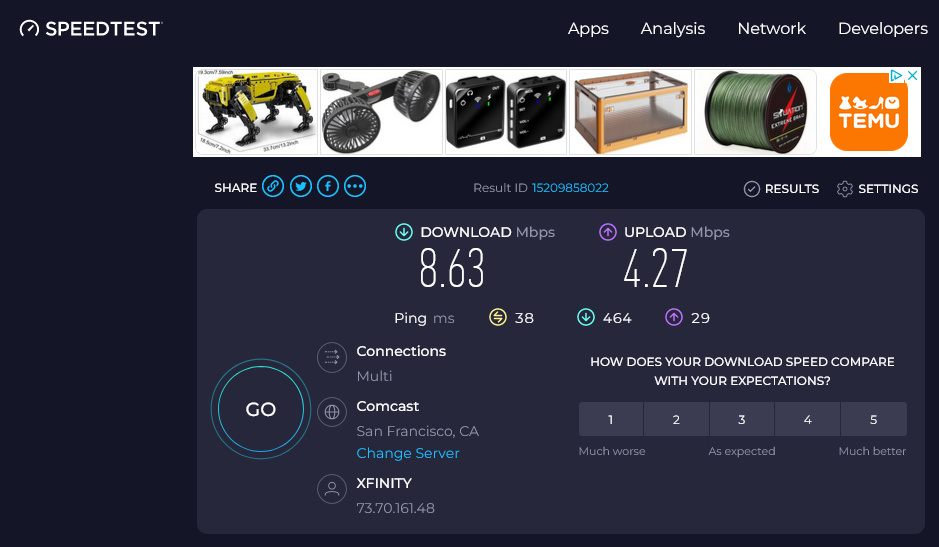 SPEEDTEST
Apps Analysis Network Developers
19.3cm/7.59inch
18.5cm/7.2inch
33.7cm/13.2inch
SITUATION
EXTREME BRAID
TEMU
SHARE
Result ID 15209858022
RESULTS SETTINGS
DOWNLOAD Mbps
8.63
UPLOAD Mbps
4.27
Ping ms 38 464 29
GO
Connections
Multi
Comcast
San Francisco, CA
Change Server
XFINITY
73.70.161.48
HOW DOES YOUR DOWNLOAD SPEED COMPARE
WITH YOUR EXPECTATIONS?
1 2 3 4 5
Much worse As expected Much better